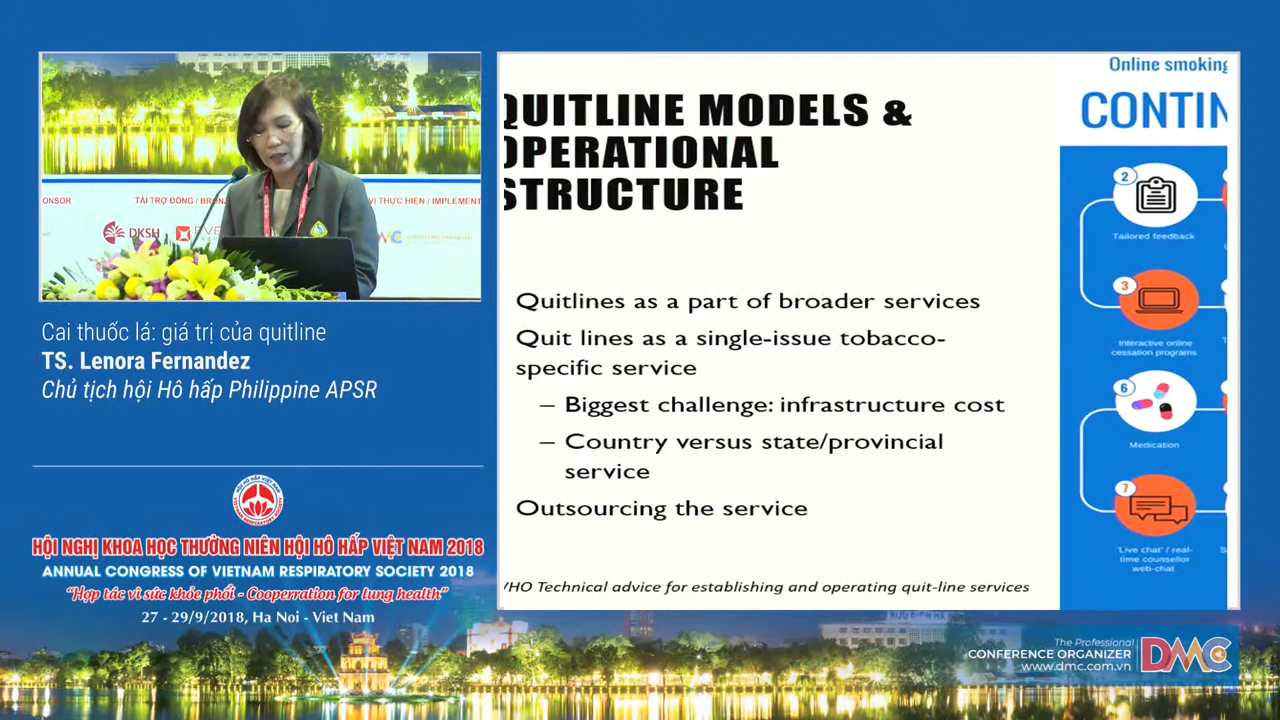 ONSOR
TÀI TRỢ ĐỒNG / BRON
VỊ THỰC HIỆN / IMPLEMENT
DKSH
Cai thuốc lá: giá trị của quitline
TS. Lenora Fernandez
Chủ tịch hội Hô hấp Philippine APSR
HỘI NGHỊ KHOA HỌC THƯỜNG NIÊN HỘI HÔ HẤP VIỆT NAM 2018
ANNUAL CONGRESS OF VIETNAM RESPIRATORY SOCIETY 2018
"Hợp tác vì sức khỏe phổi - Cooperration for lung health"
27 - 29/9/2018, Ha Noi - Viet Nam
QUITLINE MODELS &
OPERATIONAL
STRUCTURE
Quitlines as a part of broader services
Quit lines as a single-issue tobacco-
specific service
– Biggest challenge: infrastructure cost
– Country versus state/provincial
service
Outsourcing the service
WHO Technical advice for establishing and operating quit-line services
Online smoking
CONTIN
2
Tailored feedback
3
Interactive online
cessation programs
6
Medication
7
'Live chat' / real-
time counsellor
web-chat
The Professional
CONFERENCE ORGANIZER
www.dmc.com.vn
DMC